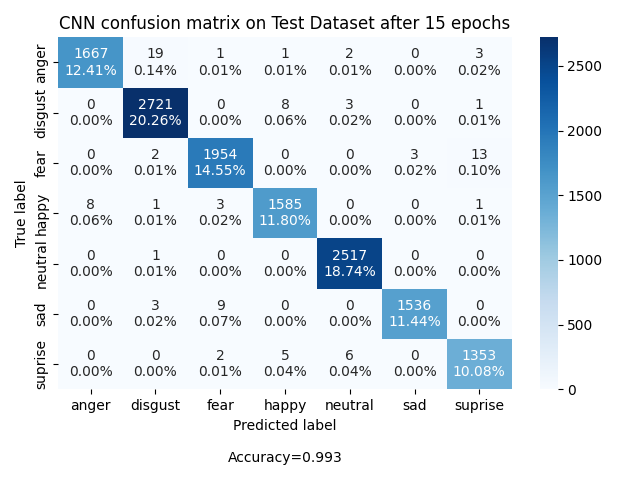 CNN confusion matrix on Test Dataset after 15 epochs
True label
anger
1667 19 1 1 2 0 3
12.41% 0.14% 0.01% 0.01% 0.01% 0.00% 0.02%
disgust
0 2721 0 8 3 0 1
0.00% 20.26% 0.00% 0.06% 0.02% 0.00% 0.01%
fear
0 2 1954 0 0 3 13
0.00% 0.01% 14.55% 0.00% 0.00% 0.02% 0.10%
happy
8 1 3 1585 0 0 1
0.06% 0.01% 0.02% 11.80% 0.00% 0.00% 0.01%
neutral
0 1 0 0 2517 0 0
0.00% 0.01% 0.00% 0.00% 18.74% 0.00% 0.00%
sad
0 3 9 0 0 1536 0
0.00% 0.02% 0.07% 0.00% 0.00% 11.44% 0.00%
suprise
0 0 2 5 6 0 1353
0.00% 0.00% 0.01% 0.04% 0.04% 0.00% 10.08%
anger disgust fear happy neutral sad suprise
Predicted label
Accuracy=0.993
2500
2000
1500
1000
500
0